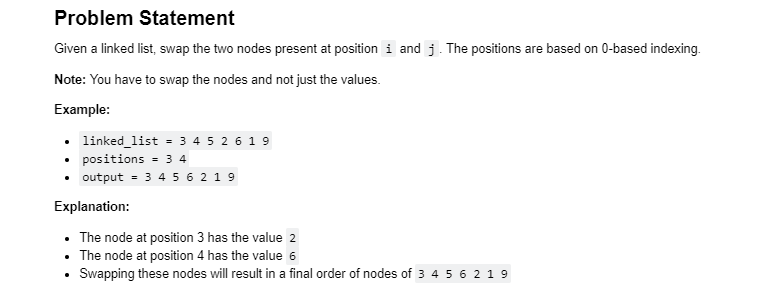 Problem Statement
Given a linked list, swap the two nodes present at position i and j. The positions are based on 0-based indexing.
Note: You have to swap the nodes and not just the values.
Example:
• linked_list = 3 4 5 2 6 1 9
• positions = 3 4
• output = 3 4 5 6 2 1 9
Explanation:
• The node at position 3 has the value 2
• The node at position 4 has the value 6
• Swapping these nodes will result in a final order of nodes of 3 4 5 6 2 1 9